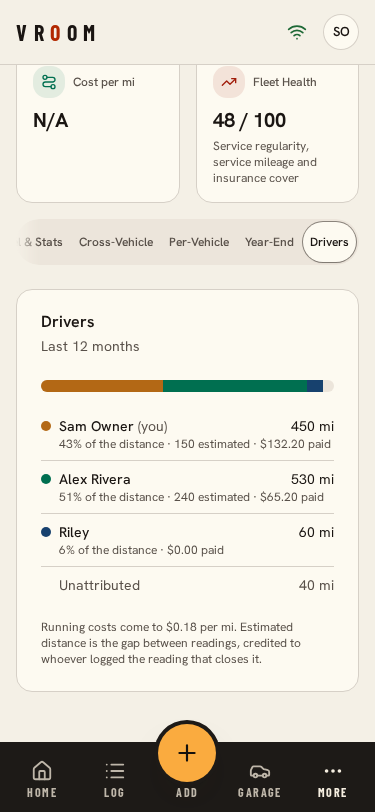 VROOM
SO
Cost per mi
N/A
Fleet Health
48 / 100
Service regularity,
service mileage and
insurance cover
& Stats Cross-Vehicle Per-Vehicle Year-End Drivers
Drivers
Last 12 months
Sam Owner (you) 450 mi
43% of the distance · 150 estimated · $132.20 paid
Alex Rivera 530 mi
51% of the distance · 240 estimated · $65.20 paid
Riley 60 mi
6% of the distance · $0.00 paid
Unattributed 40 mi
Running costs come to $0.18 per mi. Estimated
distance is the gap between readings, credited to
whoever logged the reading that closes it.
HOME LOG ADD GARAGE MORE